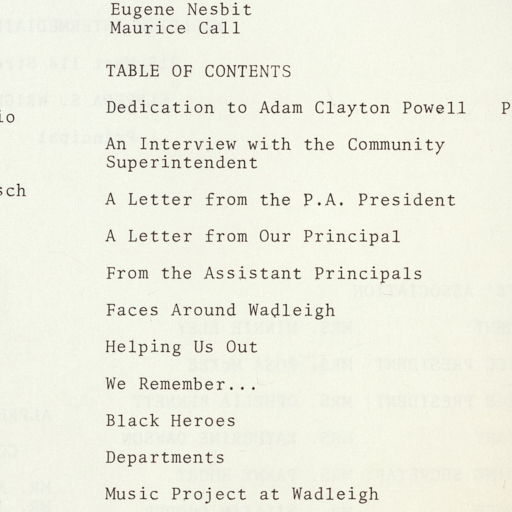 Eugene Nesbit
Maurice Call
TABLE OF CONTENTS
io
Dedication to Adam Clayton Powell P
An Interview with the Community
Superintendent
sch
A Letter from the P.A. President
A Letter from Our Principal
From the Assistant Principals
Faces Around Wadleigh
Helping Us Out
We Remember...
Black Heroes
Departments
Music Project at Wadleigh